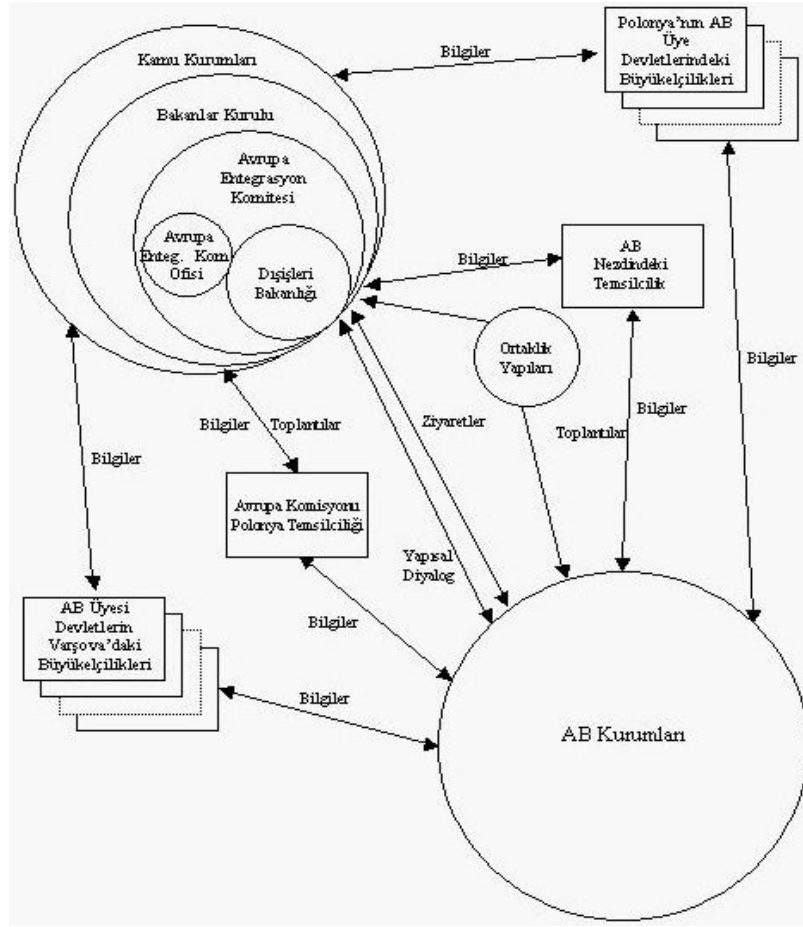 Kamu Kurumları
Bakanlar Kurulu
Avrupa
Entegrasyon
Komitesi
Avrupa
Enteg. Kom
Ofisi
Dışişleri
Bakanlığı
Bilgiler
Polonya'nın AB
Üye
Devletlerindeki
Büyükelçilikleri
Bilgiler
AB
Nezdindeki
Temsilcilik
Ortaklik
Yapıları
Bilgiler
Bilgiler
Toplantılar
Ziyaretler
Toplantılar
Bilgiler
Bilgiler
Avrupa Komisyonu
Polonya Temsilciliği
Yapısal
Diyalog
AB Üyesi
Devletlerin
Varşova'daki
Büyükelçilikleri
Bilgiler
Bilgiler
AB Kurumları